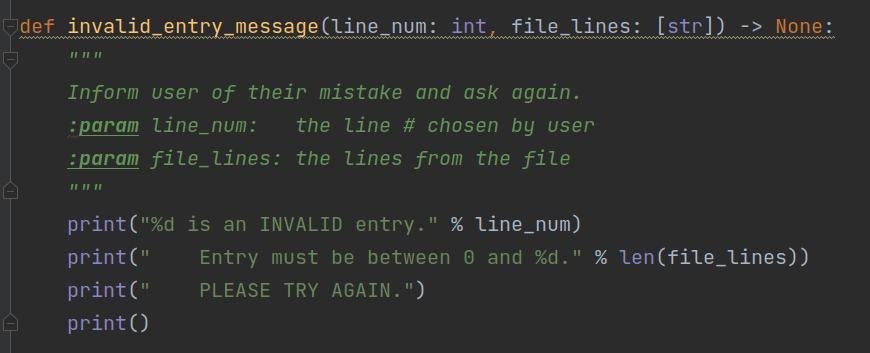 def invalid_entry_message(line_num: int, file_lines: [str]) -> None:
    """
    Inform user of their mistake and ask again.
    :param line_num:   the line # chosen by user
    :param file_lines: the lines from the file
    """
    print("%d is an INVALID entry." % line_num)
    print("    Entry must be between 0 and %d." % len(file_lines))
    print("    PLEASE TRY AGAIN.")
    print()